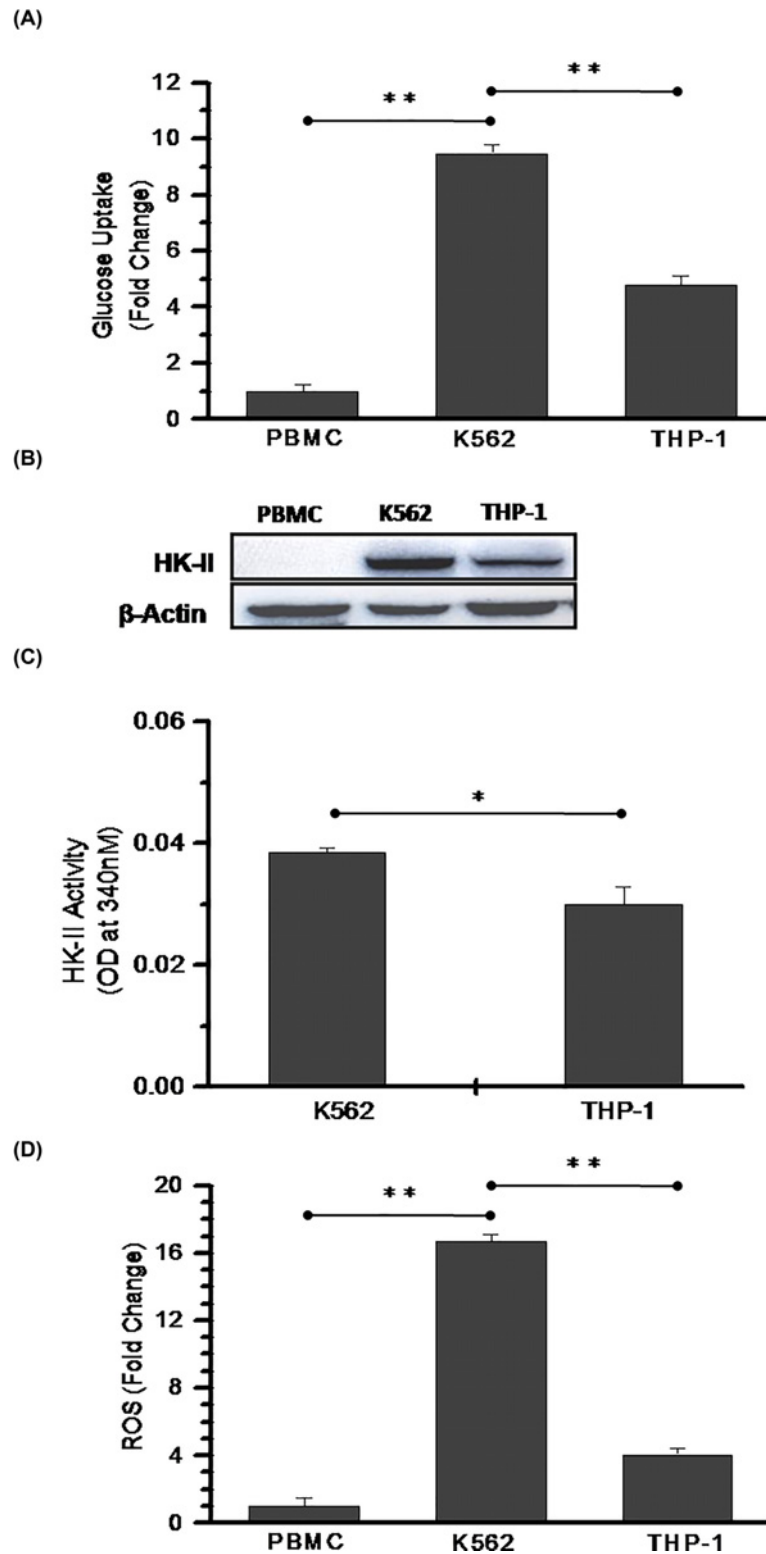 (A)
Glucose Uptake
(Fold Change)
12
10
8
6
4
2
0
**
**
PBMC K562 THP-1
(B)
PBMC K562 THP-1
HK-II
β-Actin
(C)
HK-II Activity
(OD at 340nM)
0.06
0.04
0.02
0.00
*
K562 THP-1
(D)
ROS (Fold Change)
20
16
12
8
4
0
**
**
PBMC K562 THP-1